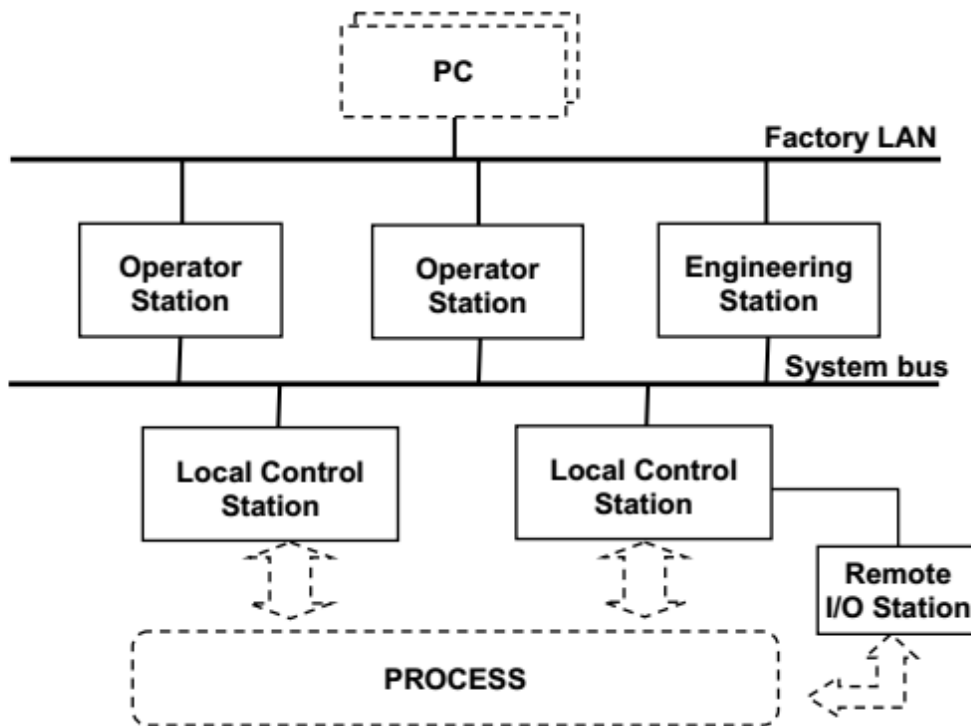 PC
Factory LAN
Operator
Station
Operator
Station
Engineering
Station
System bus
Local Control
Station
Local Control
Station
Remote
I/O Station
PROCESS